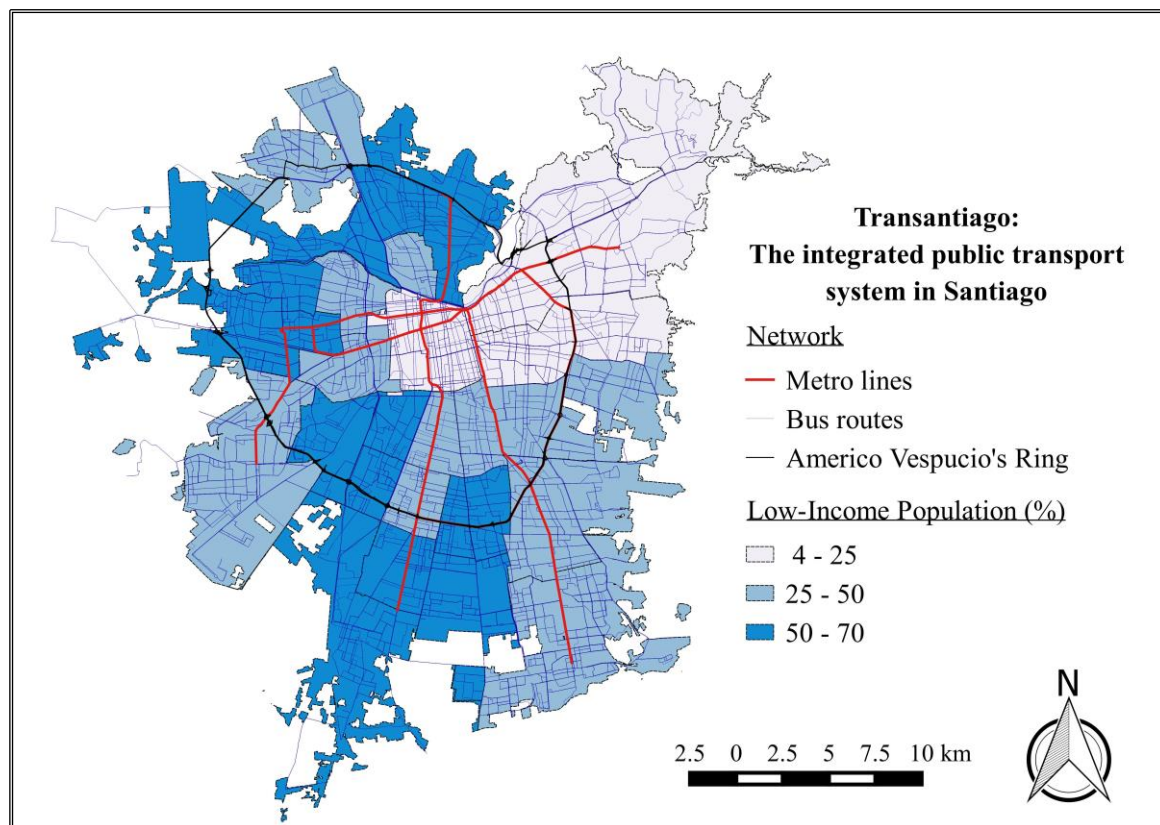 Transantiago:
The integrated public transport
system in Santiago
Network
Metro lines
Bus routes
Americo Vespucio's Ring
Low-Income Population (%)
4 - 25
25 - 50
50 - 70
2.5 0 2.5 5 7.5 10 km
N